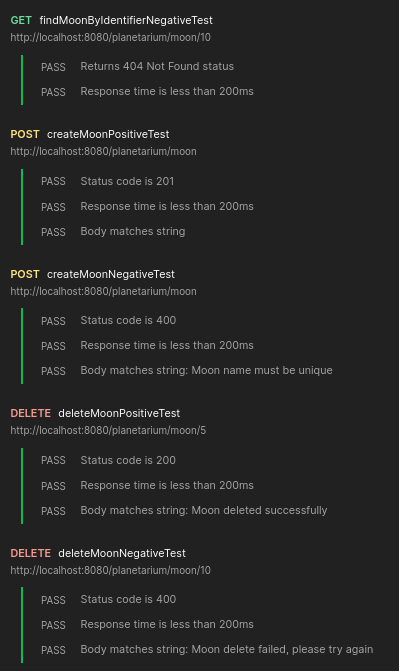 GET findMoonByIdentifierNegativeTest
http://localhost:8080/planetarium/moon/10
PASS Returns 404 Not Found status
PASS Response time is less than 200ms
POST createMoonPositiveTest
http://localhost:8080/planetarium/moon
PASS Status code is 201
PASS Response time is less than 200ms
PASS Body matches string
POST createMoonNegativeTest
http://localhost:8080/planetarium/moon
PASS Status code is 400
PASS Response time is less than 200ms
PASS Body matches string: Moon name must be unique
DELETE deleteMoonPositiveTest
http://localhost:8080/planetarium/moon/5
PASS Status code is 200
PASS Response time is less than 200ms
PASS Body matches string: Moon deleted successfully
DELETE deleteMoonNegativeTest
http://localhost:8080/planetarium/moon/10
PASS Status code is 400
PASS Response time is less than 200ms
PASS Body matches string: Moon delete failed, please try again